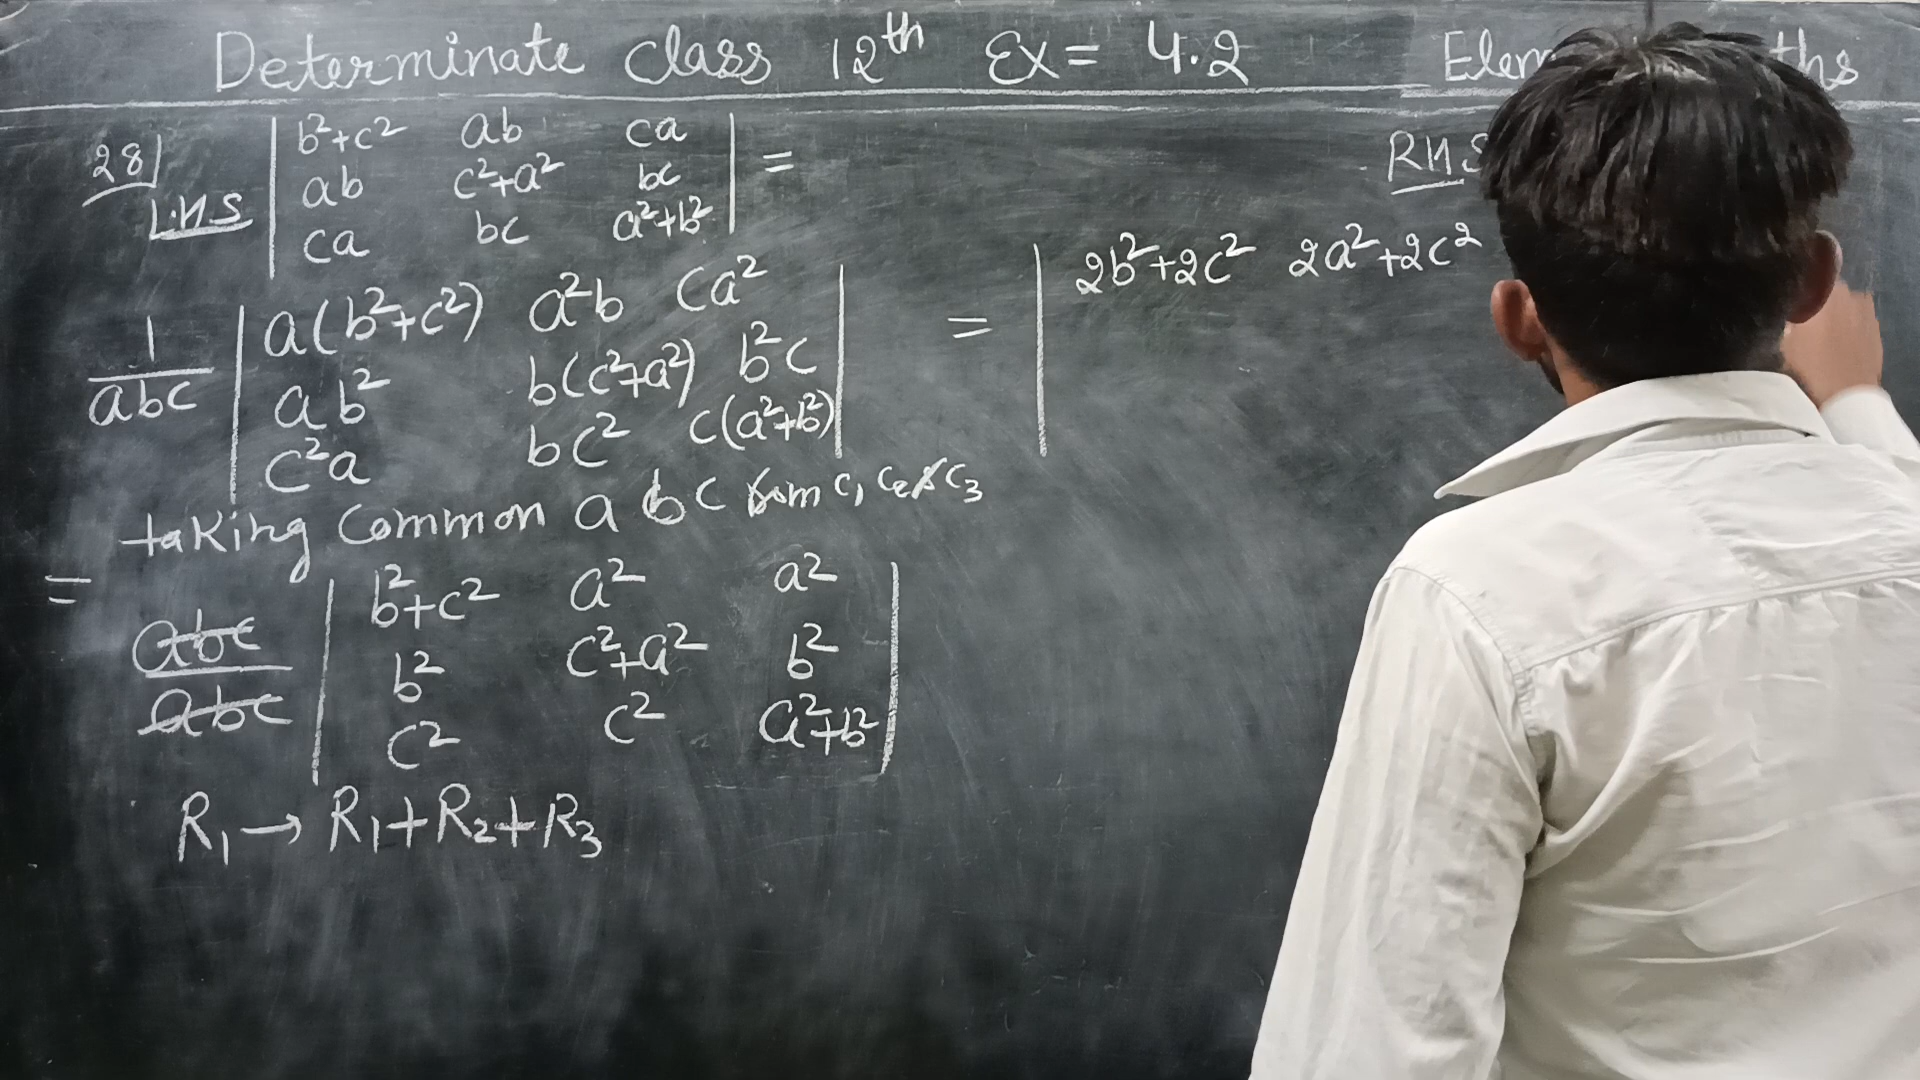 Determinate class 12th Ex = 4.2
28) L.H.S | b²+c² ab ca | =
| ab c²+a² bc |
| ca bc a²+b² |
RHS
1/abc | a(b²+c²) a²b ca² | = | 2b²+2c² 2a²+2c²
| ab² b(c²+a²) b²c |
| c²a bc² c(a²+b²) |
taking common a b c from c₁ c₂ & c₃
= abc/abc | b²+c² a² a² |
| b² c²+a² b² |
| c² c² a²+b² |
R₁ → R₁+R₂+R₃